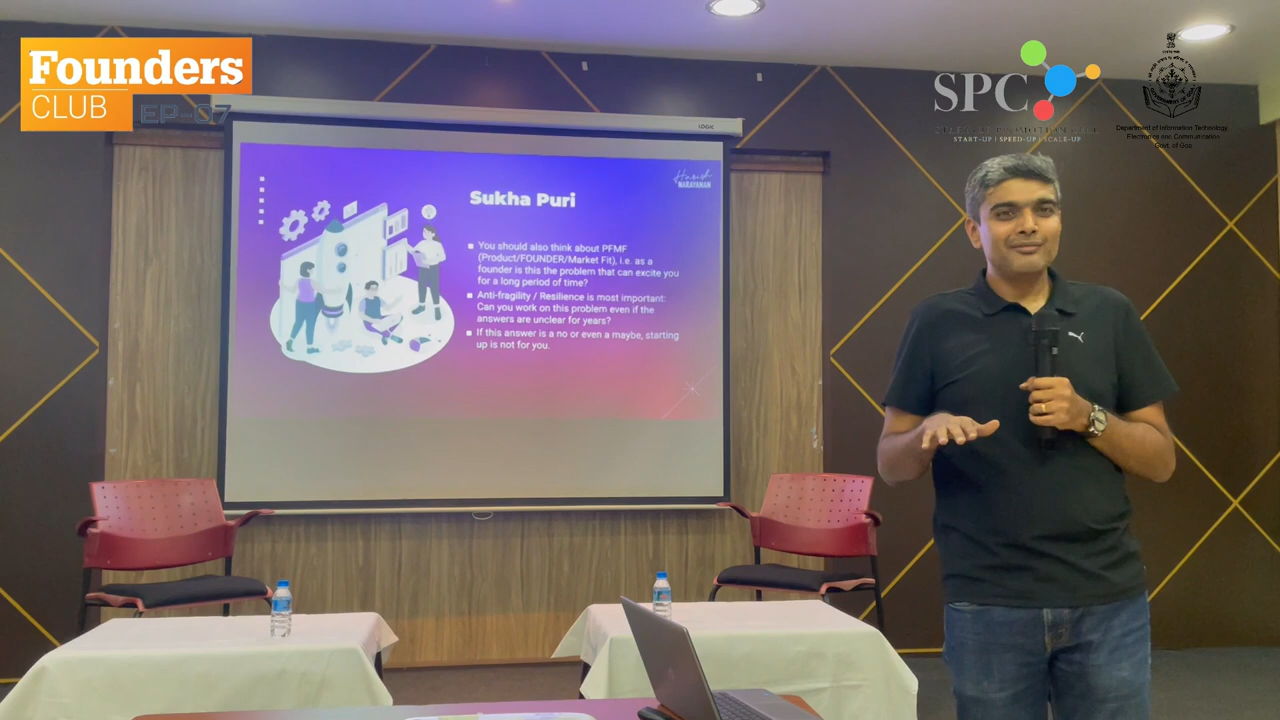 Founders
CLUB
EP-07
SPC
START-UP | SPEED-UP | SCALE-UP
Department of Information Technology
Electronics and Communication
Govt. of Goa
LOGIC
NARAYANAN
Sukha Puri
You should also think about PFMF
(Product/FOUNDER/Market Fit), i.e. as a
founder is this the problem that can excite you
for a long period of time?
Anti-fragility / Resilience is most important:
Can you work on this problem even if the
answers are unclear for years?
If this answer is a no or even a maybe, starting
up is not for you.